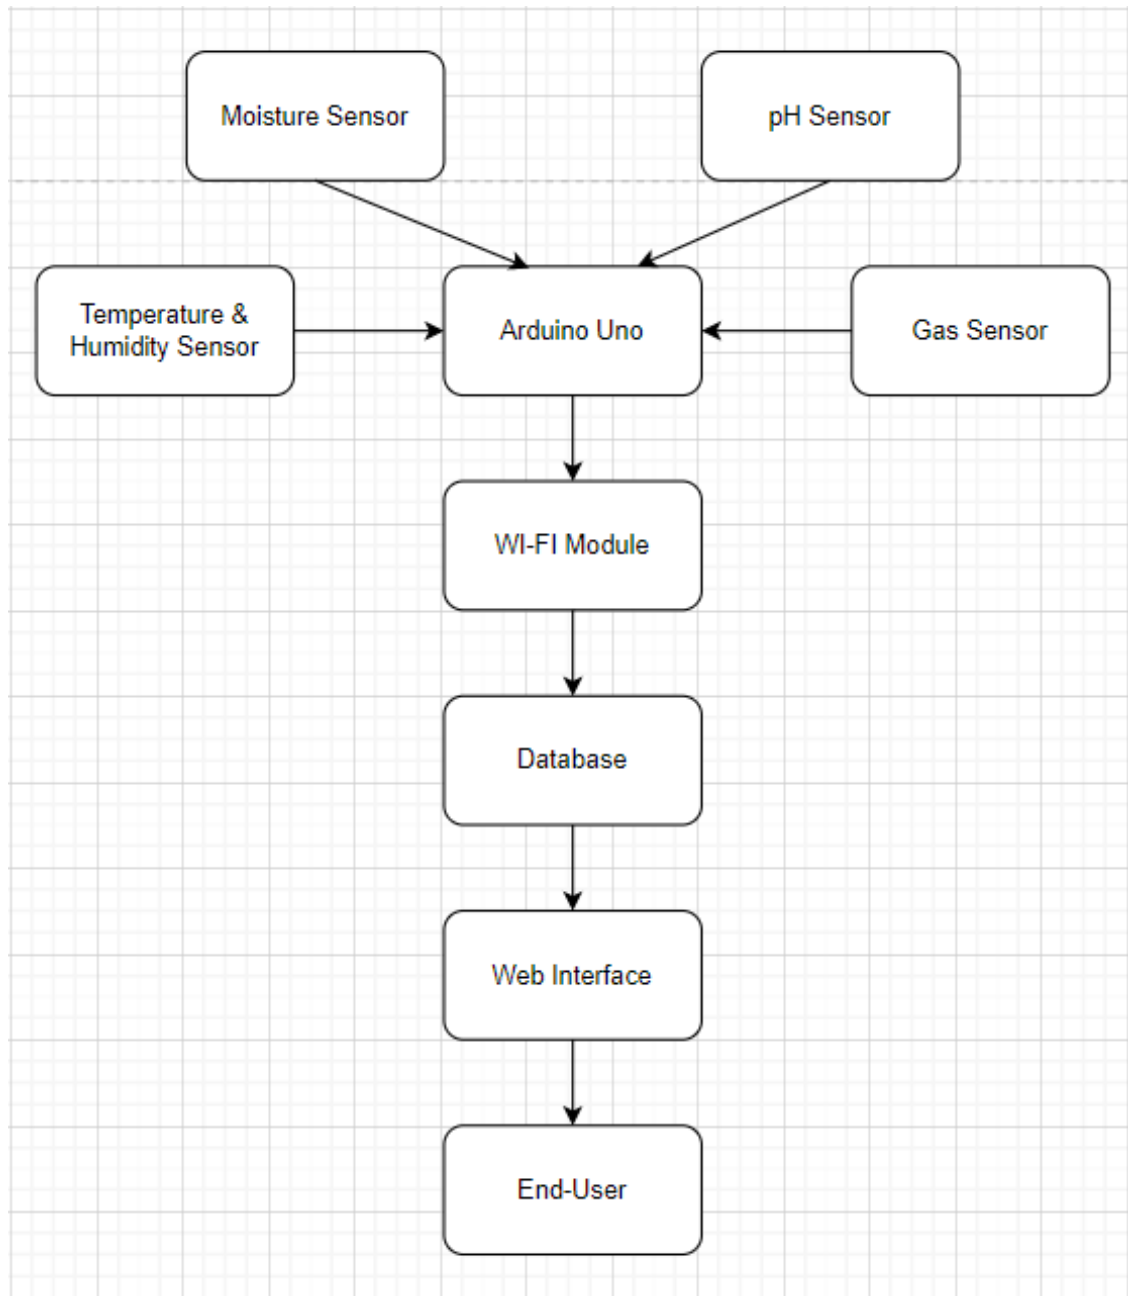 Moisture Sensor
pH Sensor
Temperature &
Humidity Sensor
Arduino Uno
Gas Sensor
WI-FI Module
Database
Web Interface
End-User